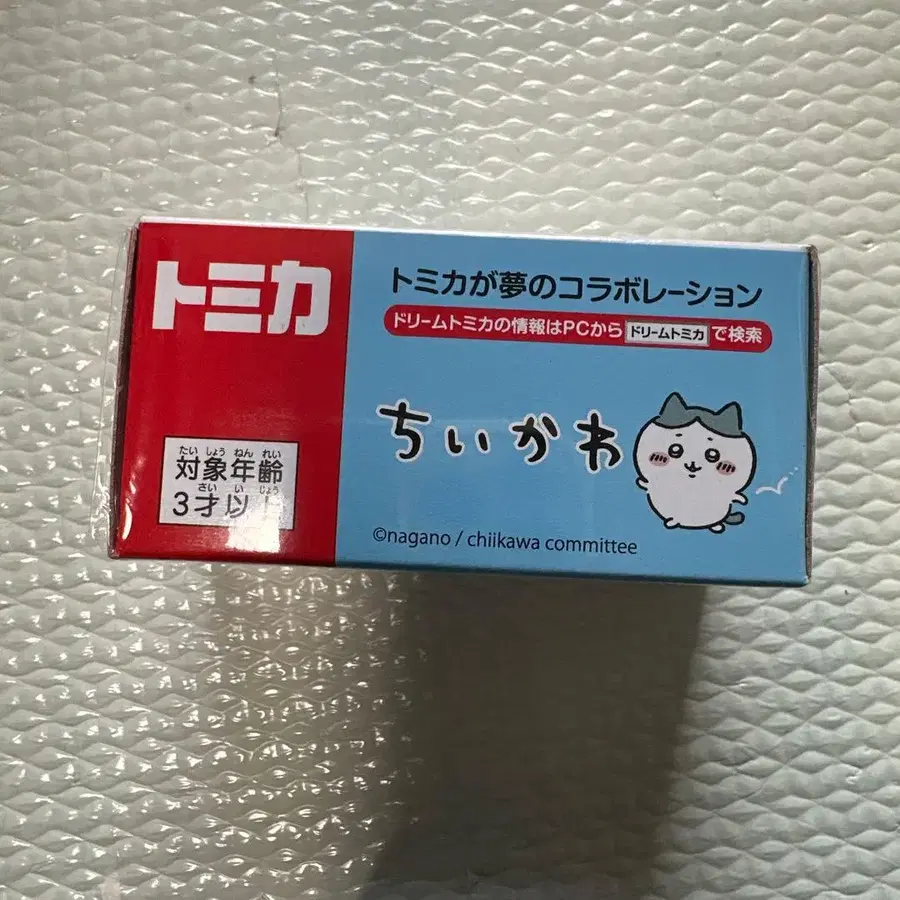 トミカ
トミカが夢のコラボレーション
ドリームトミカの情報はPCから ドリームトミカ で検索
ちいかわ
たい しょう ねん れい
対象年齢
さい い じょう
3才以上
©nagano / chiikawa committee